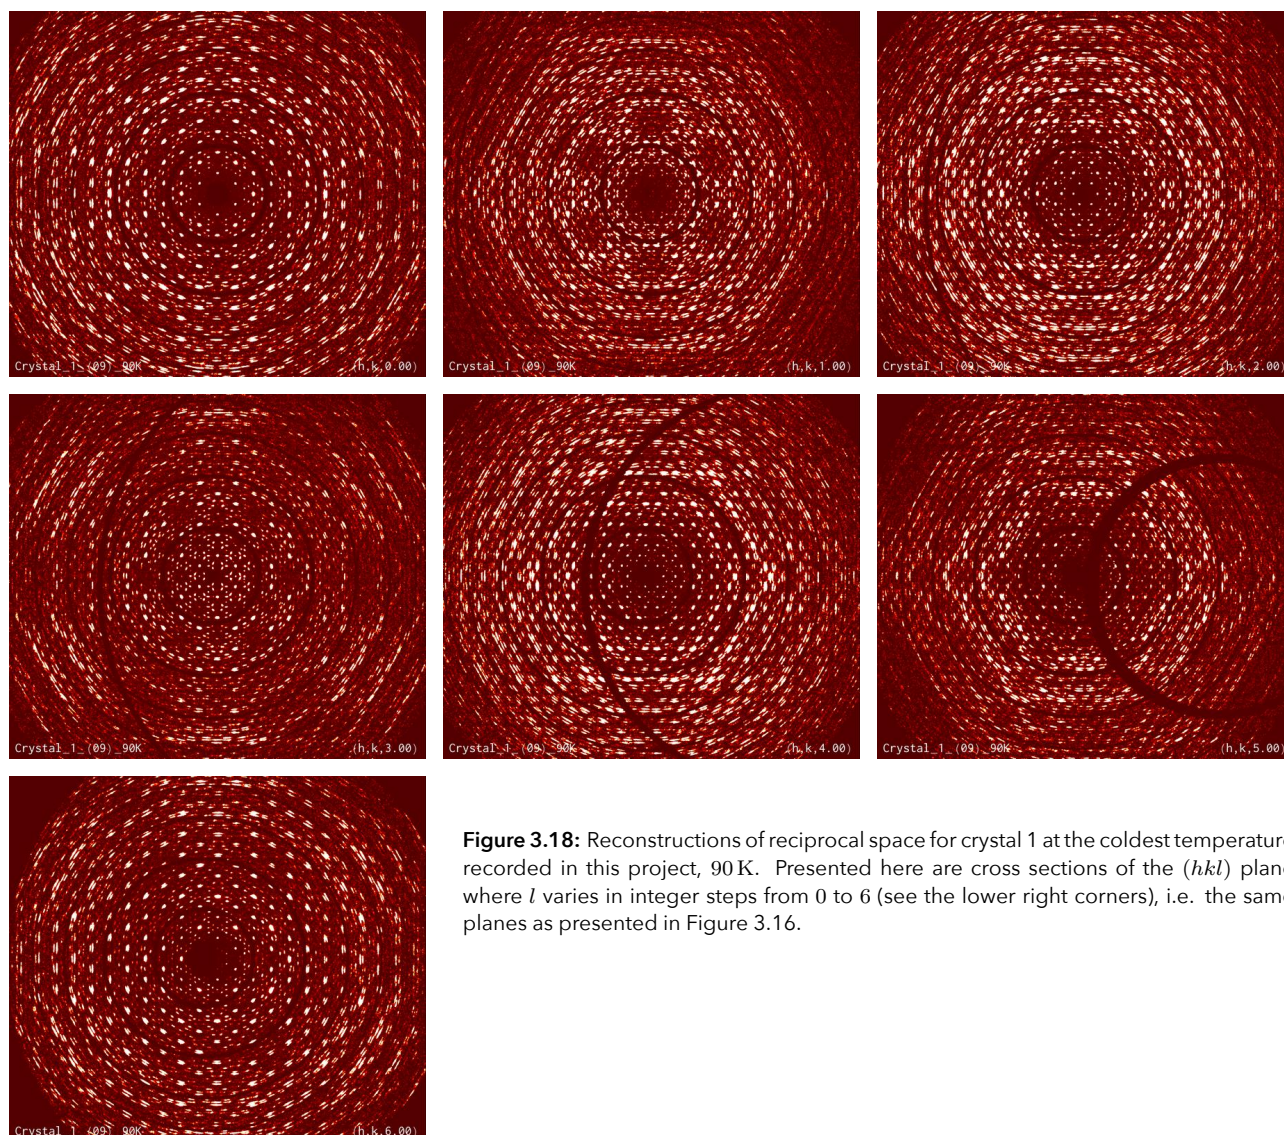 Crystal_1_(09)_90K (h,k,0.00)
Crystal_1_(09)_90K (h,k,1.00)
Crystal_1_(09)_90K (h,k,2.00)
Crystal_1_(09)_90K (h,k,3.00)
Crystal_1_(09)_90K (h,k,4.00)
Crystal_1_(09)_90K (h,k,5.00)
Crystal_1_(09)_90K (h,k,6.00)
Figure 3.18: Reconstructions of reciprocal space for crystal 1 at the coldest temperature
recorded in this project, 90 K. Presented here are cross sections of the (hkl) plane
where l varies in integer steps from 0 to 6 (see the lower right corners), i.e. the same
planes as presented in Figure 3.16.